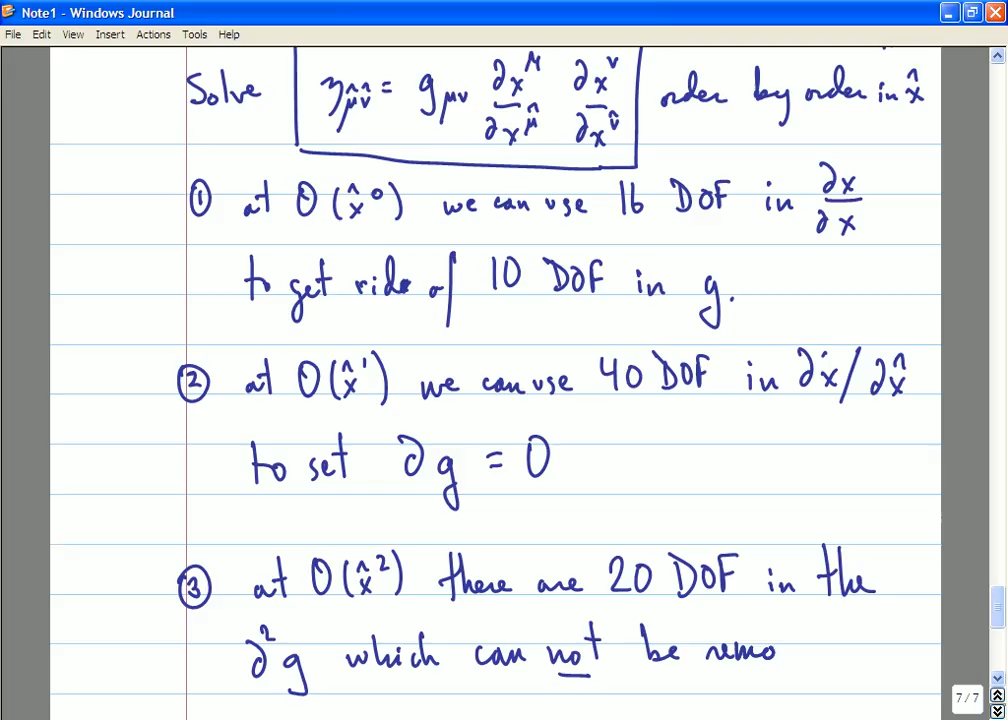 Note1 - Windows Journal
File Edit View Insert Actions Tools Help
Solve η_{μ̂ν̂} = g_{μν} ∂x^μ/∂x^μ̂ ∂x^ν/∂x^ν̂ order by order in x̂
① at O(x̂⁰) we can use 16 DOF in ∂x/∂x
to get ride of 10 DOF in g.
② at O(x̂¹) we can use 40 DOF in ∂x/∂x̂
to set ∂g = 0
③ at O(x̂²) there are 20 DOF in the
∂²g which can not be remo
7/7